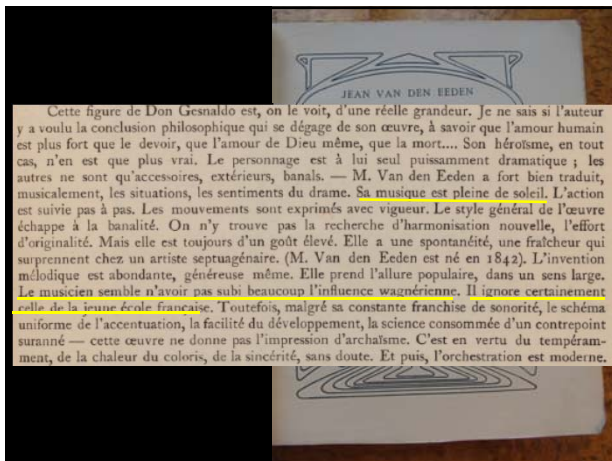 JEAN VAN DEN EEDEN
Cette figure de Don Gesnaldo est, on le voit, d'une réelle grandeur. Je ne sais si l'auteur
y a voulu la conclusion philosophique qui se dégage de son œuvre, à savoir que l'amour humain
est plus fort que le devoir, que l'amour de Dieu même, que la mort.... Son héroïsme, en tout
cas, n'en est que plus vrai. Le personnage est à lui seul puissamment dramatique ; les
autres ne sont qu'accessoires, extérieurs, banals. — M. Van den Eeden a fort bien traduit,
musicalement, les situations, les sentiments du drame. Sa musique est pleine de soleil. L'action
est suivie pas à pas. Les mouvements sont exprimés avec vigueur. Le style général de l'œuvre
échappe à la banalité. On n'y trouve pas la recherche d'harmonisation nouvelle, l'effort
d'originalité. Mais elle est toujours d'un goût élevé. Elle a une spontanéité, une fraîcheur qui
surprennent chez un artiste septuagénaire. (M. Van den Eeden est né en 1842). L'invention
mélodique est abondante, généreuse même. Elle prend l'allure populaire, dans un sens large.
Le musicien semble n'avoir pas subi beaucoup l'influence wagnérienne. Il ignore certainement
celle de la jeune école française. Toutefois, malgré sa constante franchise de sonorité, le schéma
uniforme de l'accentuation, la facilité du développement, la science consommée d'un contrepoint
suranné — cette œuvre ne donne pas l'impression d'archaïsme. C'est en vertu du tempéram-
ment, de la chaleur du coloris, de la sincérité, sans doute. Et puis, l'orchestration est moderne.